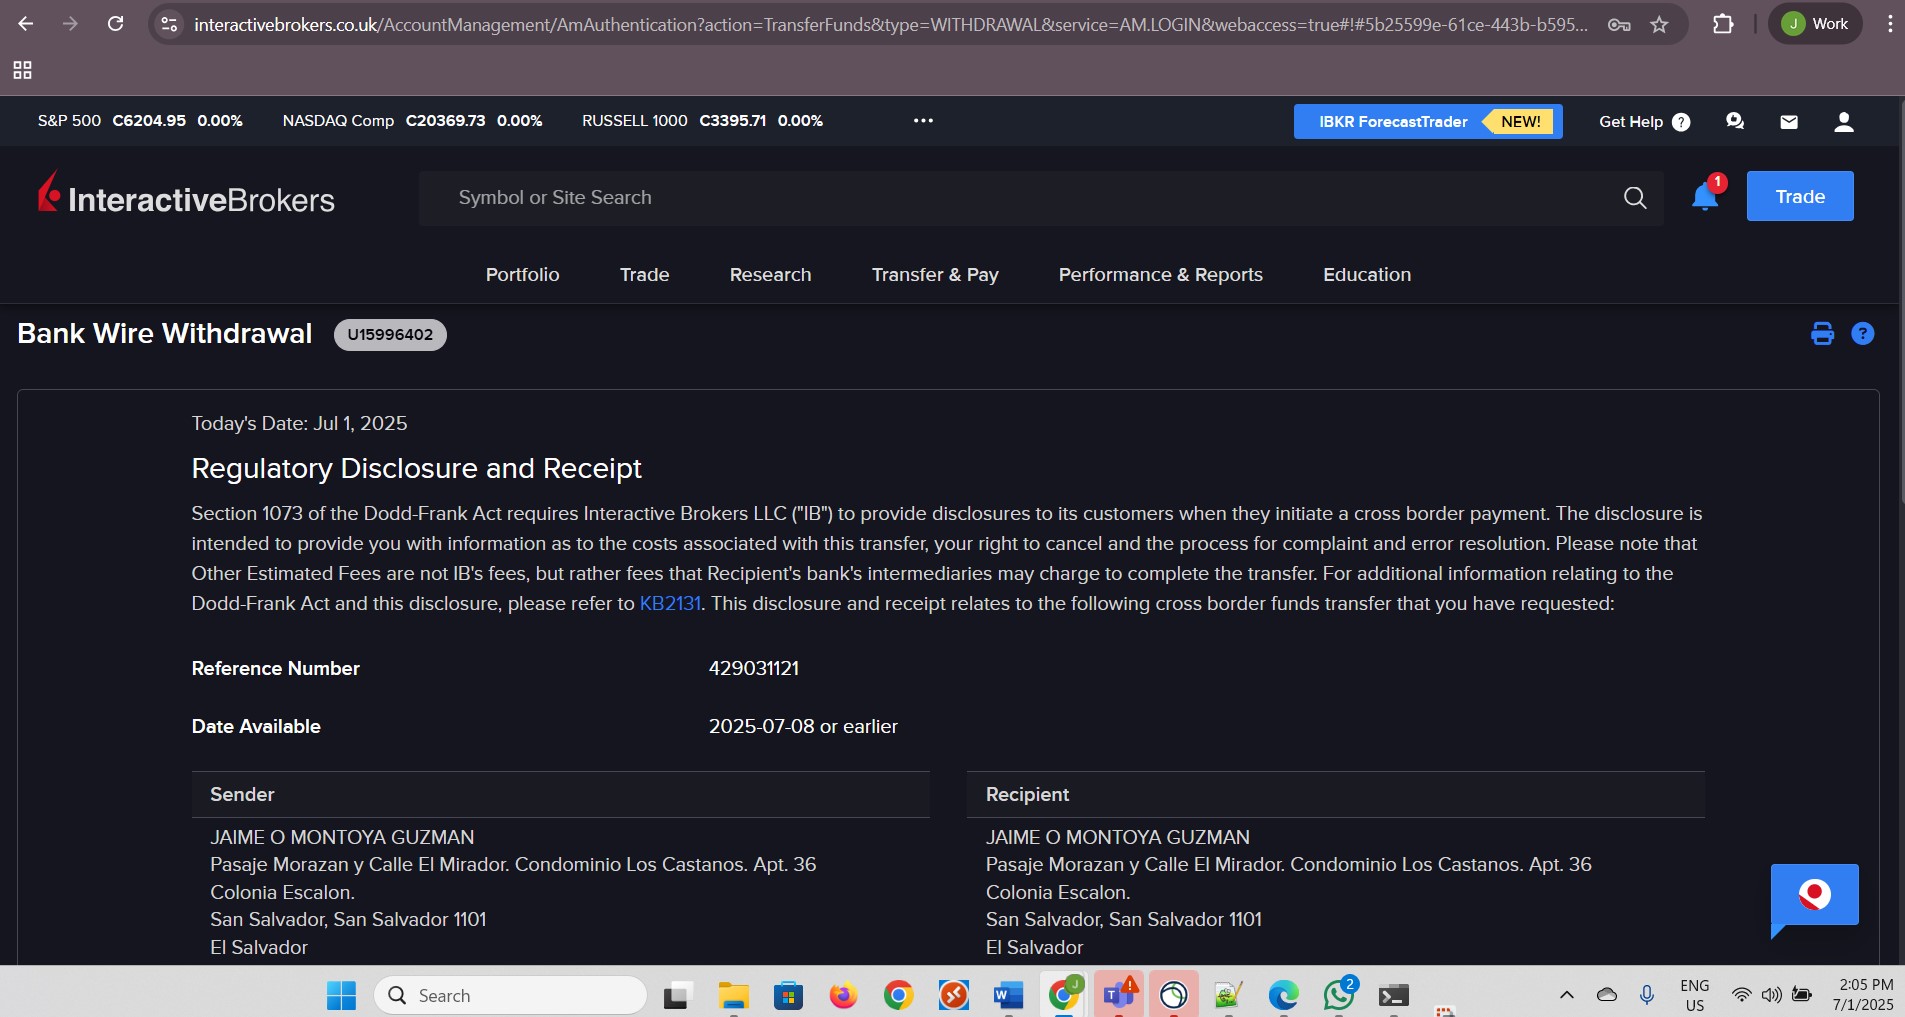 interactivebrokers.co.uk/AccountManagement/AmAuthentication?action=TransferFunds&type=WITHDRAWAL&service=AM.LOGIN&webaccess=true#!#5b25599e-61ce-443b-b595...
J Work
S&P 500 C6204.95 0.00% NASDAQ Comp C20369.73 0.00% RUSSELL 1000 C3395.71 0.00% ...
IBKR ForecastTrader NEW! Get Help ?
InteractiveBrokers
Symbol or Site Search
1
Trade
Portfolio Trade Research Transfer & Pay Performance & Reports Education
Bank Wire Withdrawal U15996402 ?
Today's Date: Jul 1, 2025
Regulatory Disclosure and Receipt
Section 1073 of the Dodd-Frank Act requires Interactive Brokers LLC ("IB") to provide disclosures to its customers when they initiate a cross border payment. The disclosure is
intended to provide you with information as to the costs associated with this transfer, your right to cancel and the process for complaint and error resolution. Please note that
Other Estimated Fees are not IB's fees, but rather fees that Recipient's bank's intermediaries may charge to complete the transfer. For additional information relating to the
Dodd-Frank Act and this disclosure, please refer to KB2131. This disclosure and receipt relates to the following cross border funds transfer that you have requested:
Reference Number 429031121
Date Available 2025-07-08 or earlier
Sender
JAIME O MONTOYA GUZMAN
Pasaje Morazan y Calle El Mirador. Condominio Los Castanos. Apt. 36
Colonia Escalon.
San Salvador, San Salvador 1101
El Salvador
Recipient
JAIME O MONTOYA GUZMAN
Pasaje Morazan y Calle El Mirador. Condominio Los Castanos. Apt. 36
Colonia Escalon.
San Salvador, San Salvador 1101
El Salvador
Search
W
J
T
2
ENG
US
2:05 PM
7/1/2025